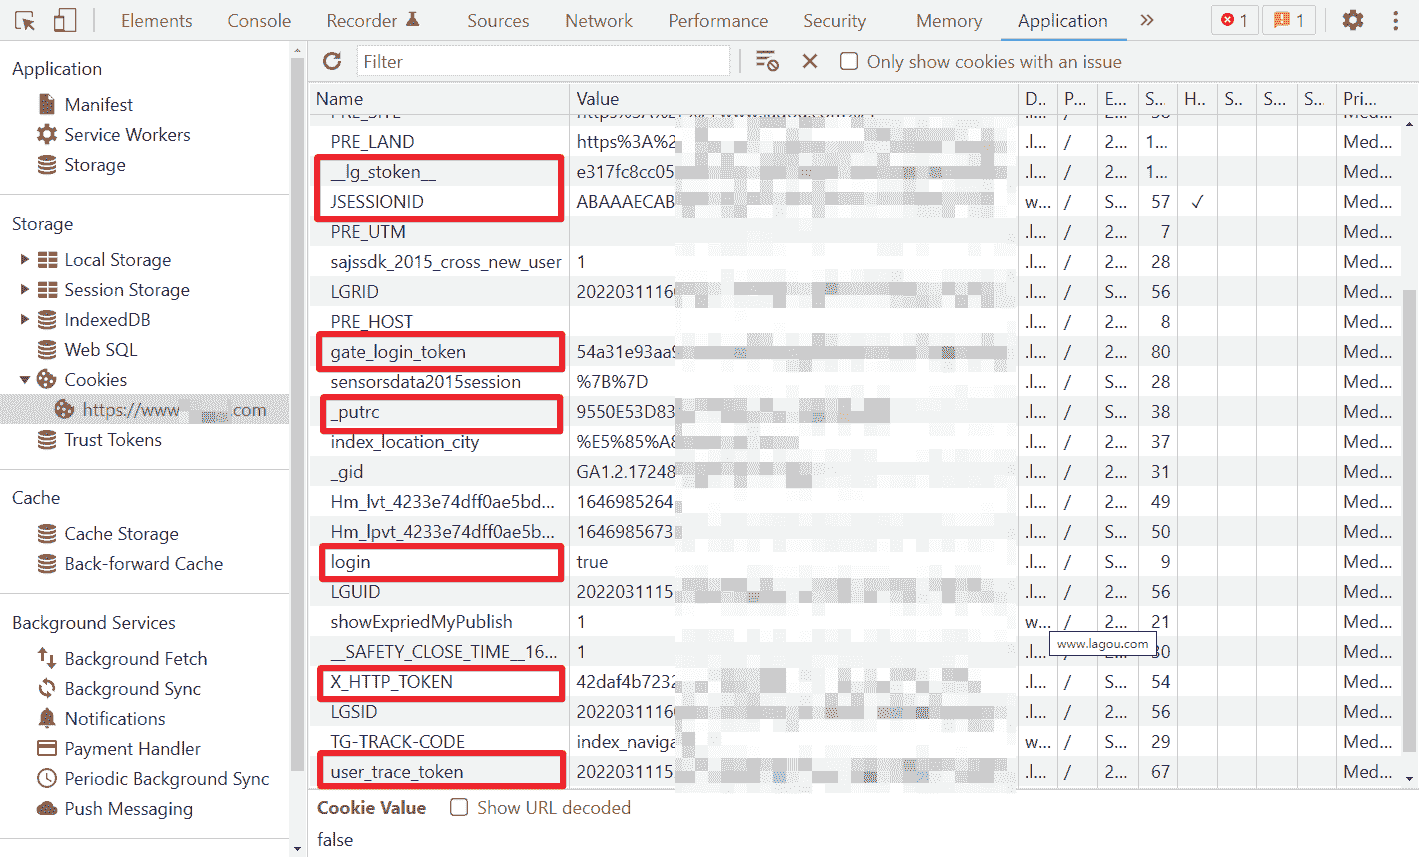 Elements Console Recorder Sources Network Performance Security Memory Application 1 1
Application
Manifest
Service Workers
Storage
Storage
Local Storage
Session Storage
IndexedDB
Web SQL
Cookies
https://www .com
Trust Tokens
Cache
Cache Storage
Back-forward Cache
Background Services
Background Fetch
Background Sync
Notifications
Payment Handler
Periodic Background Sync
Push Messaging
Filter Only show cookies with an issue
Name Value D.. P... E... S... H.. S.. S... S.. Pri...
PRE_LAND https%3A%2 .l... / 2... 1... Med...
__lg_stoken__ e317fc8cc05 .l... / 2... 1... Med...
JSESSIONID ABAAAECAB w... / S... 57 ✓ Med...
PRE_UTM .l... / 2... 7 Med...
sajssdk_2015_cross_new_user 1 .l... / 2... 28 Med...
LGRID 2022031116 .l... / S... 56 Med...
PRE_HOST .l... / 2... 8 Med...
gate_login_token 54a31e93aa .l... / 2... 80 Med...
sensorsdata2015session %7B%7D .l... / S... 28 Med...
_putrc 9550E53D83 .l... / S... 38 Med...
index_location_city %E5%85%A8 .l... / 2... 37 Med...
_gid GA1.2.17248 .l... / 2... 31 Med...
Hm_lvt_4233e74dff0ae5bd... 1646985264 .l... / 2... 49 Med...
Hm_lpvt_4233e74dff0ae5b... 1646985673 .l... / S... 50 Med...
login true .l... / S... 9 Med...
LGUID 2022031115 .l... / 2... 56 Med...
showExpriedMyPublish 1 w... / 2... 21 Med...
www.lagou.com
__SAFETY_CLOSE_TIME__16... 1 .l... / 30 Med...
X_HTTP_TOKEN 42daf4b7232 .l... / S... 54 Med...
LGSID 2022031116 .l... / 2... 56 Med...
TG-TRACK-CODE index_naviga w... / S... 29 Med...
user_trace_token 2022031115 .l... / 2... 67 Med...
Cookie Value Show URL decoded
false